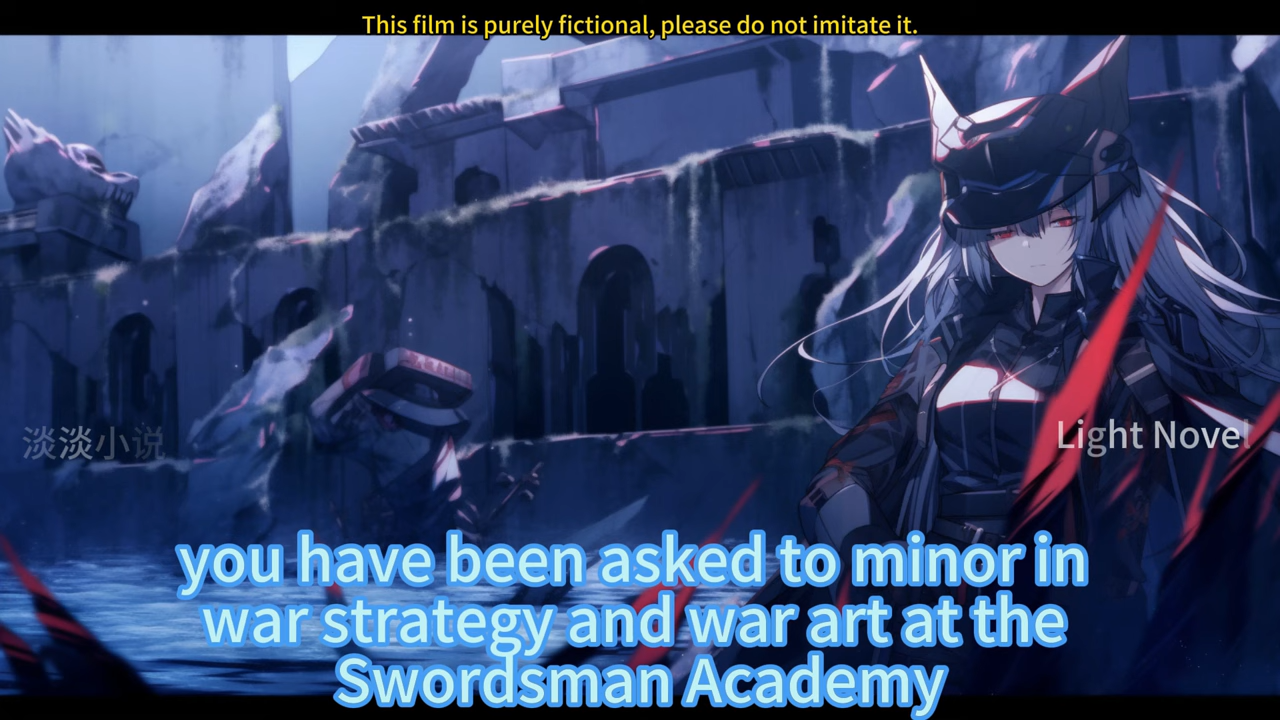 This film is purely fictional, please do not imitate it.
淡淡小说
Light Novel
you have been asked to minor in
war strategy and war art at the
Swordsman Academy